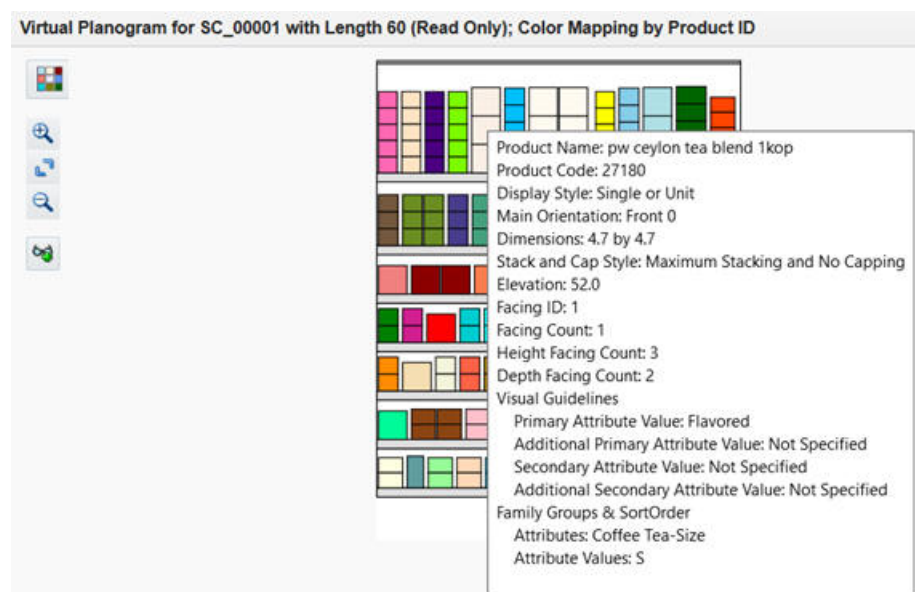 Virtual Planogram for SC_00001 with Length 60 (Read Only); Color Mapping by Product ID
Product Name: pw ceylon tea blend 1kop
Product Code: 27180
Display Style: Single or Unit
Main Orientation: Front 0
Dimensions: 4.7 by 4.7
Stack and Cap Style: Maximum Stacking and No Capping
Elevation: 52.0
Facing ID: 1
Facing Count: 1
Height Facing Count: 3
Depth Facing Count: 2
Visual Guidelines
Primary Attribute Value: Flavored
Additional Primary Attribute Value: Not Specified
Secondary Attribute Value: Not Specified
Additional Secondary Attribute Value: Not Specified
Family Groups & SortOrder
Attributes: Coffee Tea-Size
Attribute Values: S